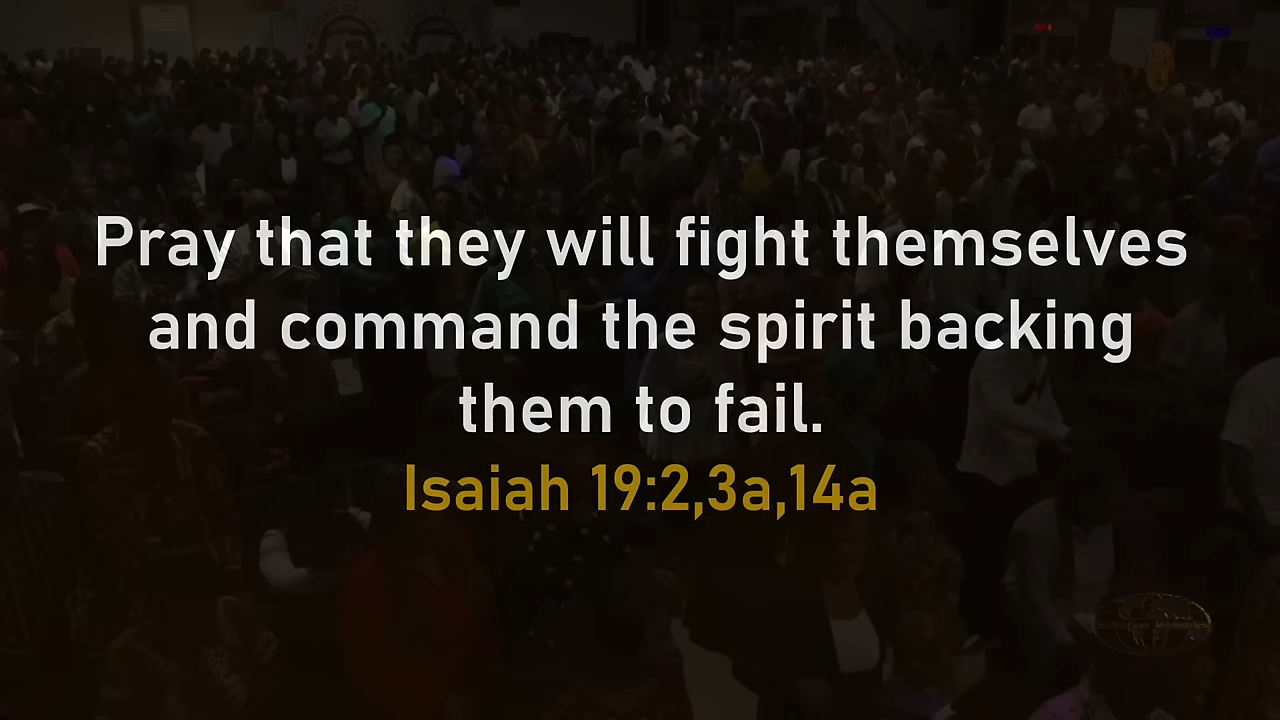 Pray that they will fight themselves
and command the spirit backing
them to fail.
Isaiah 19:2,3a,14a